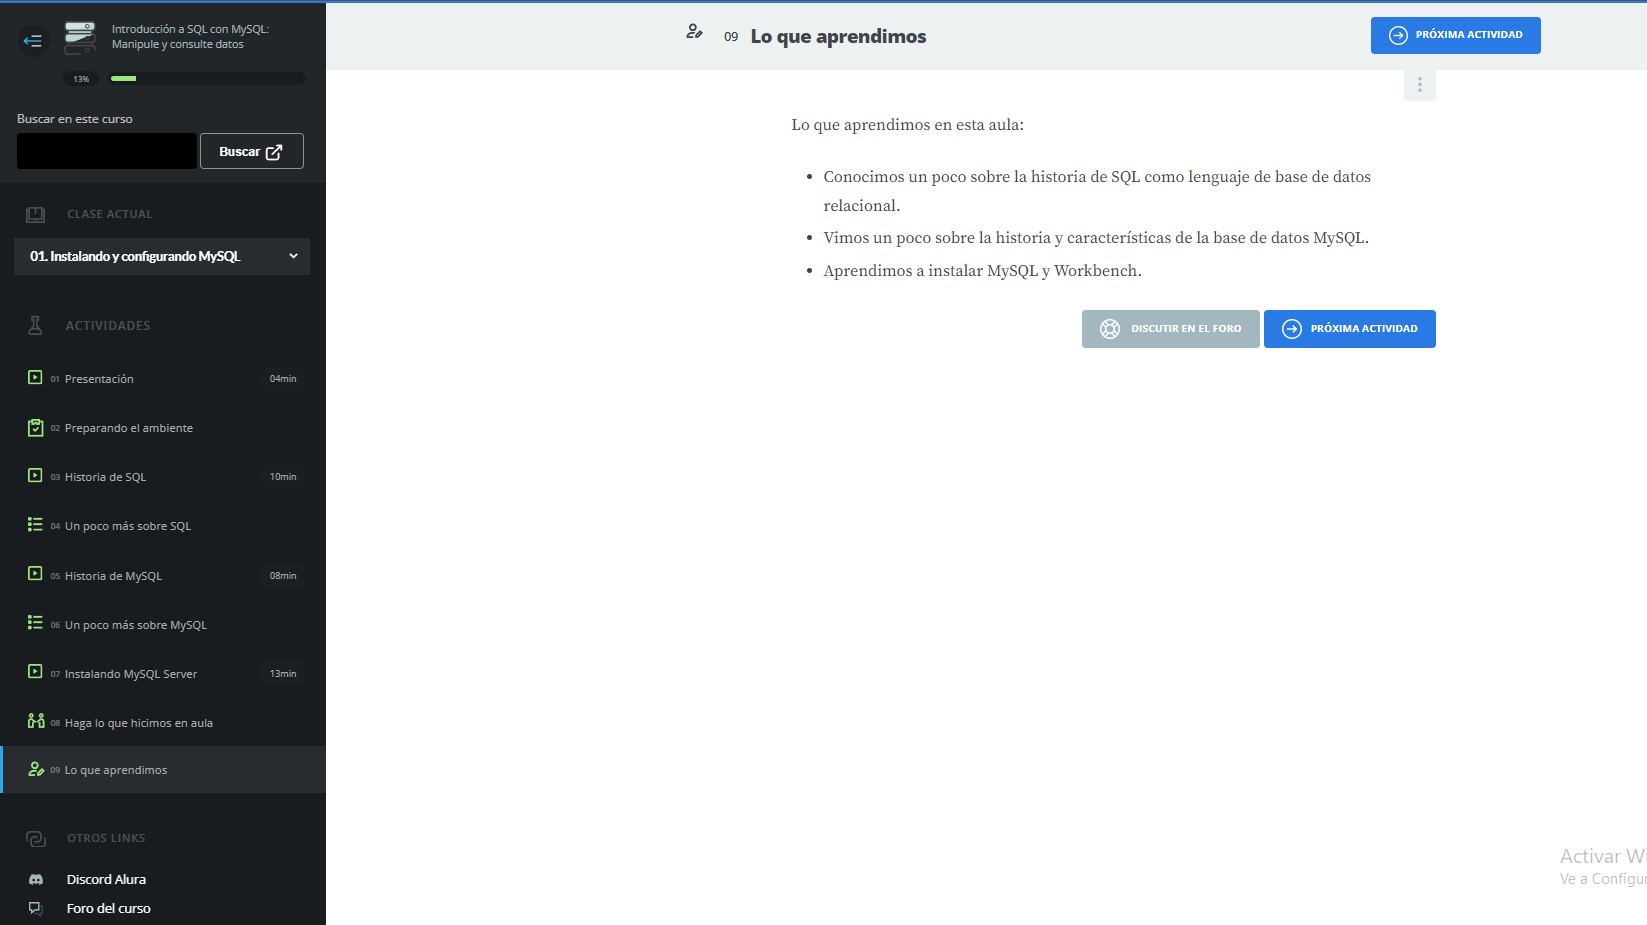 Introducción a SQL con MySQL:
Manipule y consulte datos
13%
Buscar en este curso
Buscar
CLASE ACTUAL
01. Instalando y configurando MySQL
ACTIVIDADES
01 Presentación 04min
02 Preparando el ambiente
03 Historia de SQL 10min
04 Un poco más sobre SQL
05 Historia de MySQL 08min
06 Un poco más sobre MySQL
07 Instalando MySQL Server 13min
08 Haga lo que hicimos en aula
09 Lo que aprendimos
OTROS LINKS
Discord Alura
Foro del curso
09 Lo que aprendimos
PRÓXIMA ACTIVIDAD
Lo que aprendimos en esta aula:
• Conocimos un poco sobre la historia de SQL como lenguaje de base de datos
relacional.
• Vimos un poco sobre la historia y características de la base de datos MySQL.
• Aprendimos a instalar MySQL y Workbench.
DISCUTIR EN EL FORO
PRÓXIMA ACTIVIDAD
Activar Wi
Ve a Configur